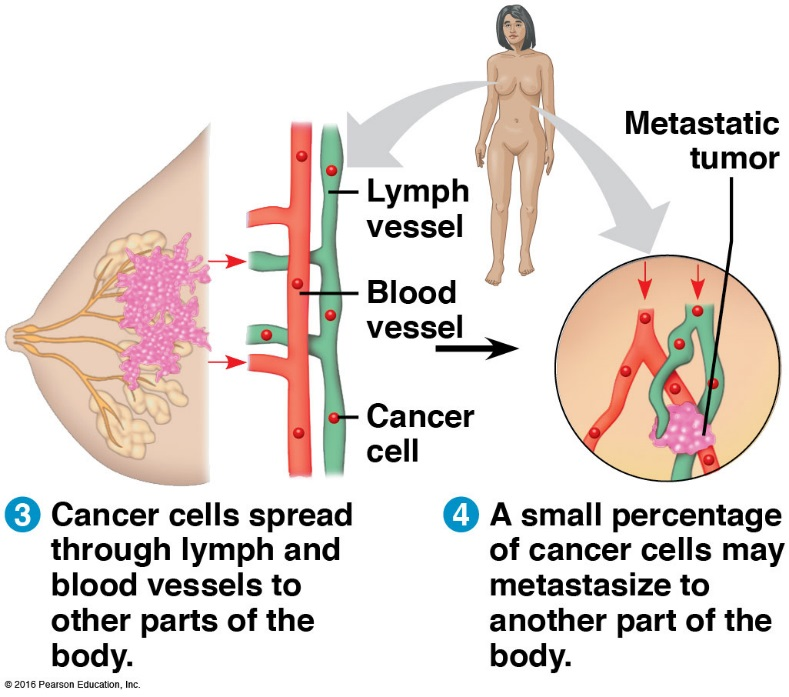 Metastatic
tumor
Lymph
vessel
Blood
vessel
Cancer
cell
3 Cancer cells spread
through lymph and
blood vessels to
other parts of the
body.
4 A small percentage
of cancer cells may
metastasize to
another part of the
body.
© 2016 Pearson Education, Inc.